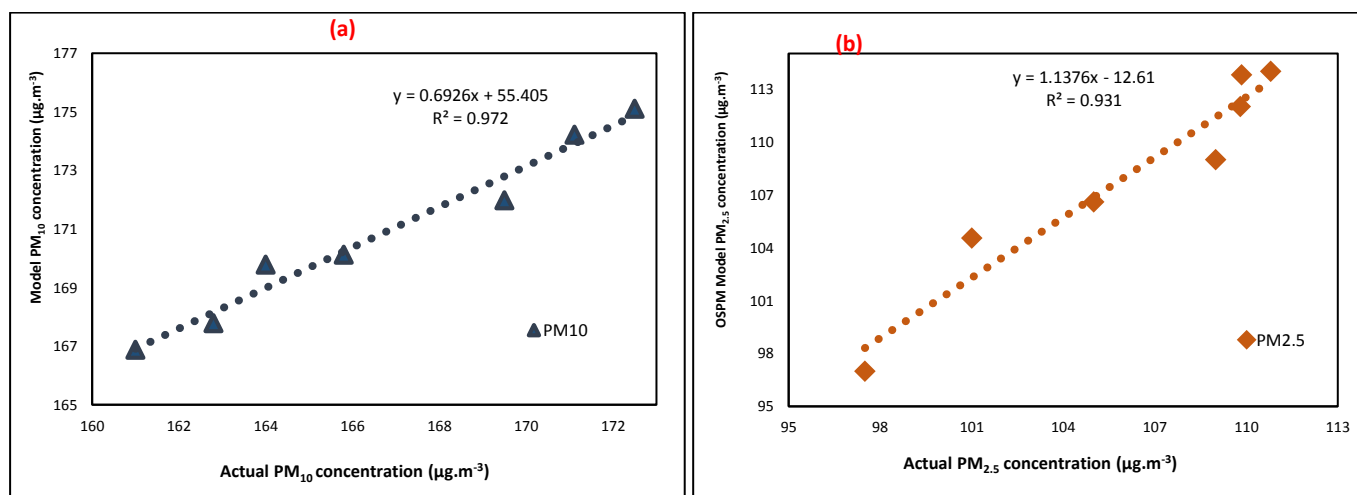 (a)
Model PM₁₀ concentration (µg.m⁻³)
177
175
173
171
169
167
165
y = 0.6926x + 55.405
R² = 0.972
PM10
160
162
164
166
168
170
172
Actual PM₁₀ concentration (µg.m⁻³)
(b)
OSPM Model PM₂.₅ concentration (µg.m⁻³)
113
110
107
104
101
98
95
y = 1.1376x - 12.61
R² = 0.931
PM2.5
95
98
101
104
107
110
113
Actual PM₂.₅ concentration (µg.m⁻³)